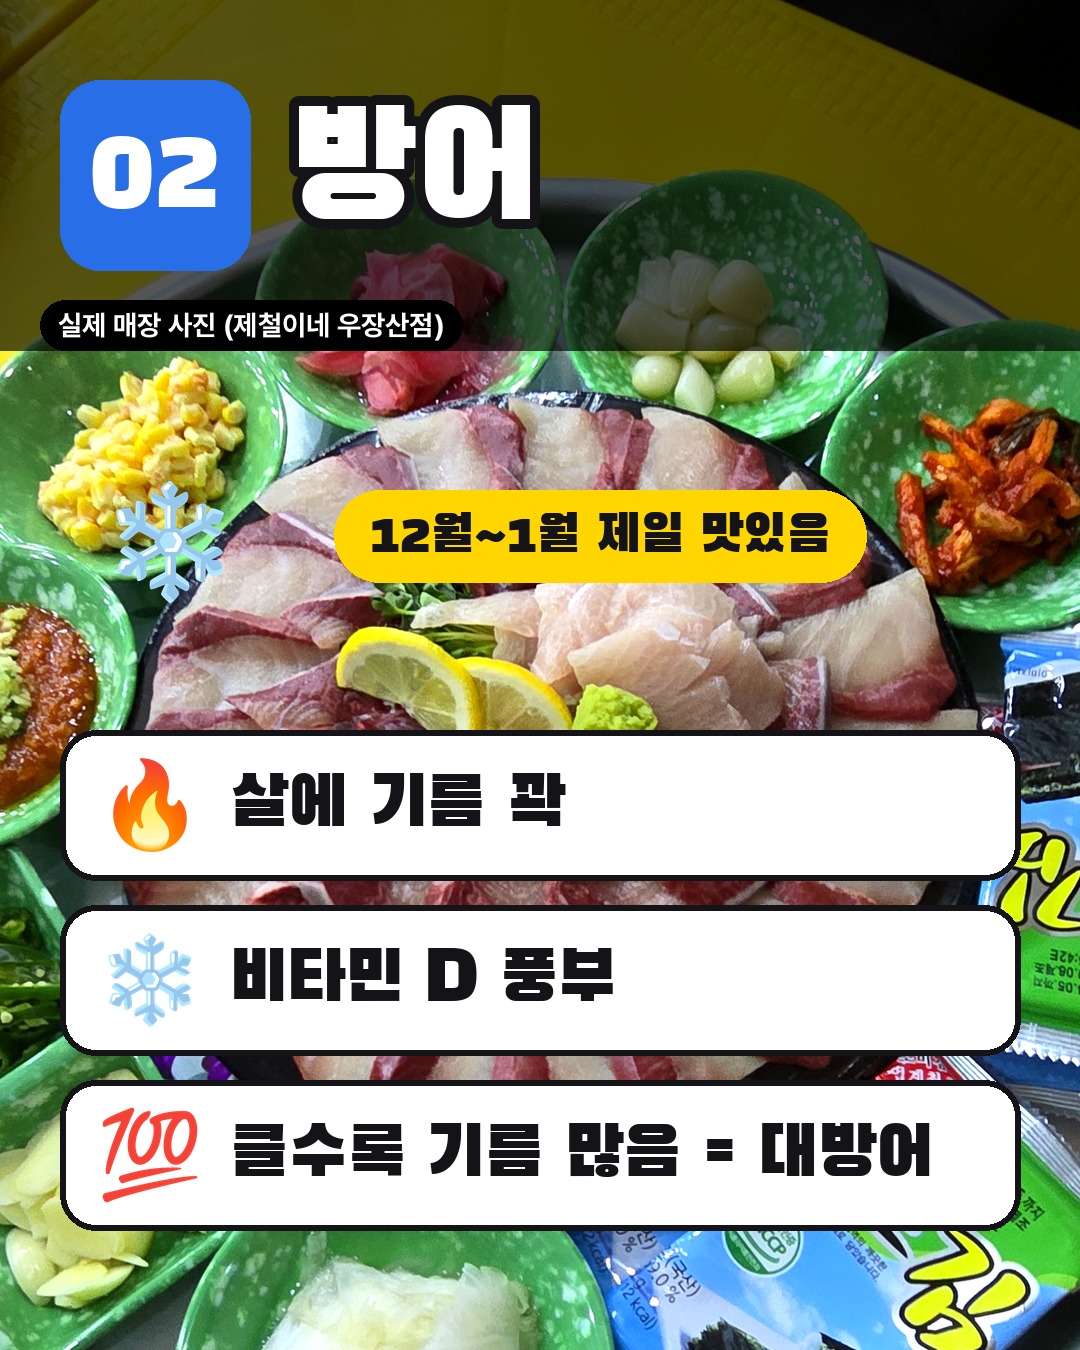 02
방어
실제 매장 사진 (제철이네 우장산점)
12월~1월 제일 맛있음
살에 기름 꽉
비타민 D 풍부
클수록 기름 많음 = 대방어
김